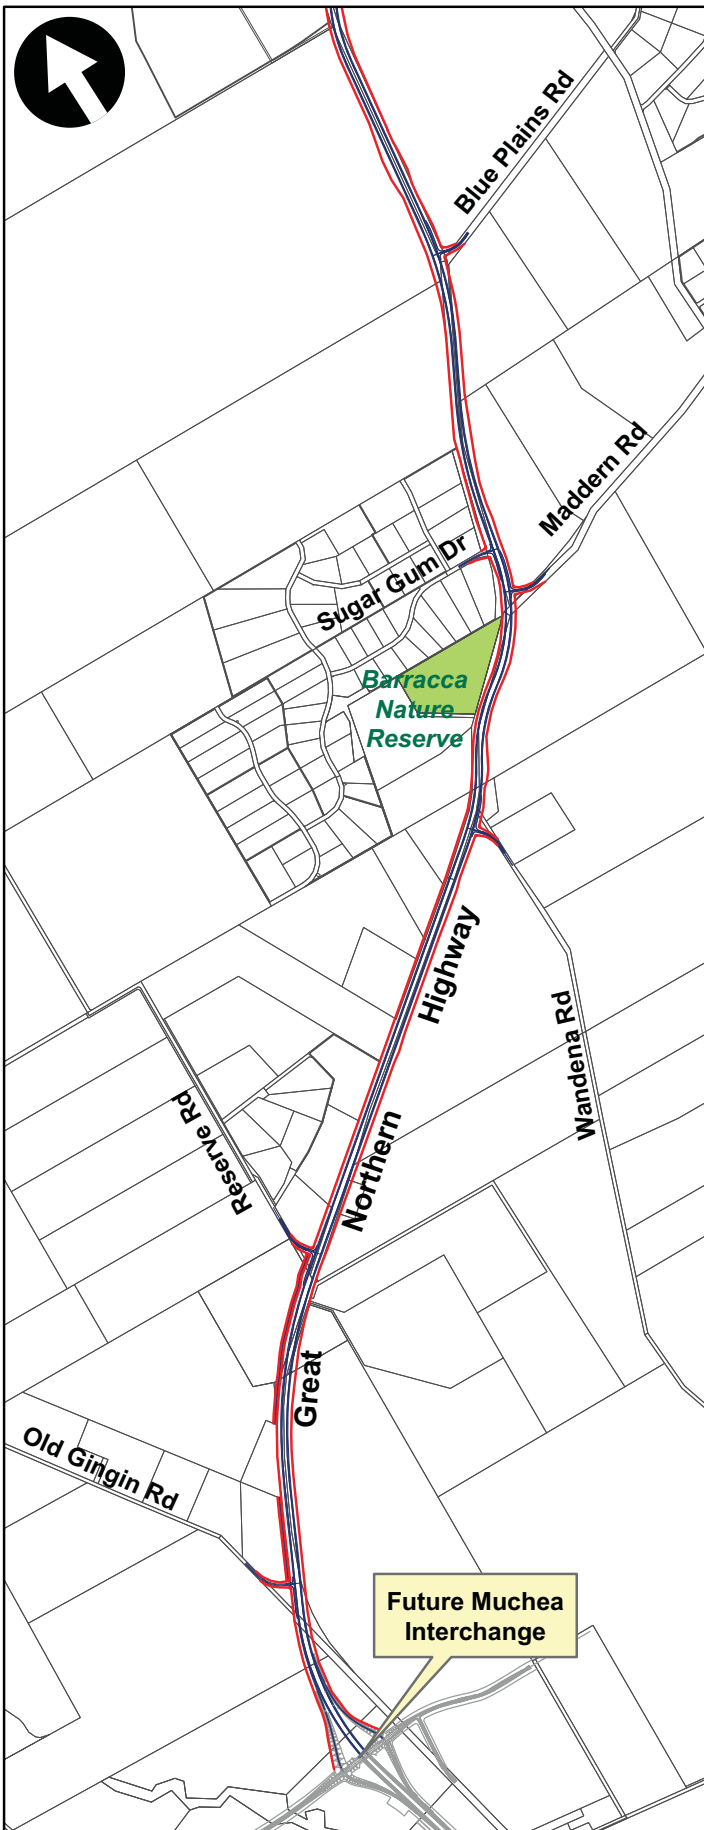 Blue Plains Rd
Maddern Rd
Sugar Gum Dr
Barracca
Nature
Reserve
Highway
Wandena Rd
Reserve Rd
Northern
Great
Old Gingin Rd
Future Muchea
Interchange